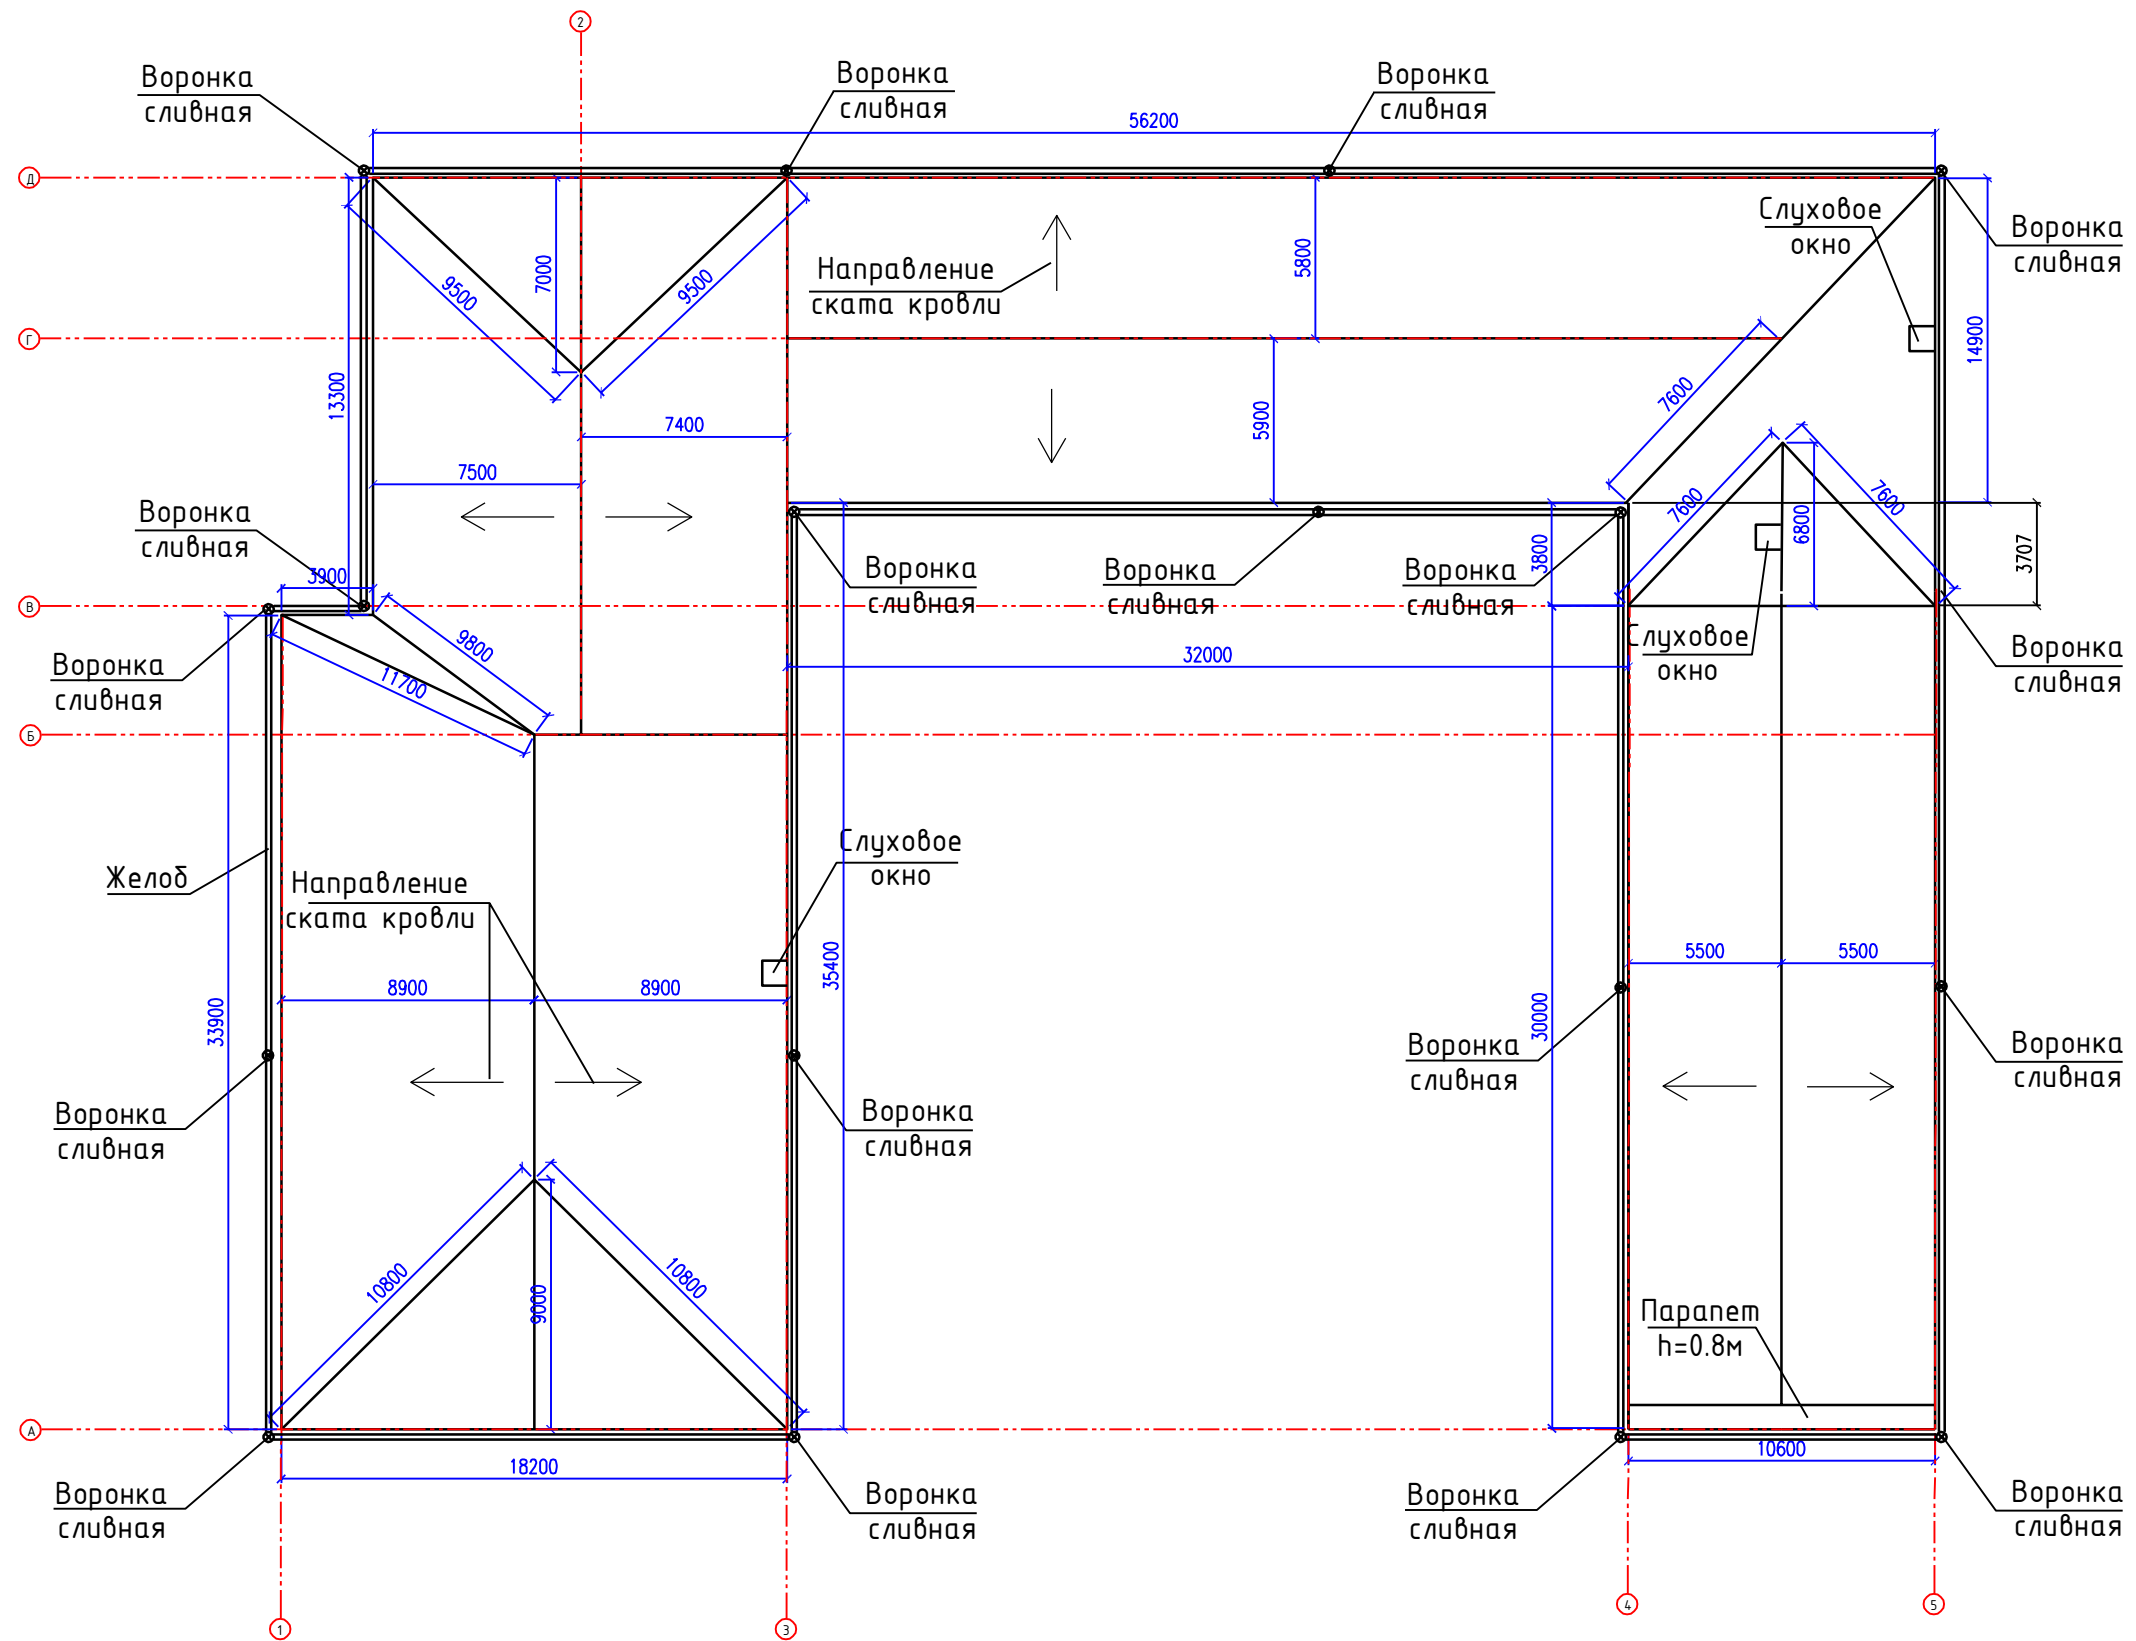 2
Воронка
сливная
Воронка
сливная
Воронка
сливная
56200
Д
Слуховое
окно
Воронка
сливная
7000
9500
9500
Направление
ската кровли
5800
14900
Г
13300
7400
5900
7600
7500
7600
7600
6800
3800
3707
Воронка
сливная
3900
Воронка
сливная
Воронка
сливная
Воронка
сливная
В
Воронка
сливная
9800
11700
32000
Слуховое
окно
Воронка
сливная
Б
Желоб
Направление
ската кровли
Слуховое
окно
35400
33900
8900
8900
5500
5500
30000
Воронка
сливная
Воронка
сливная
Воронка
сливная
Воронка
сливная
10800
10800
9000
Парапет
h=0.8м
А
18200
10600
Воронка
сливная
Воронка
сливная
Воронка
сливная
Воронка
сливная
1
3
4
5